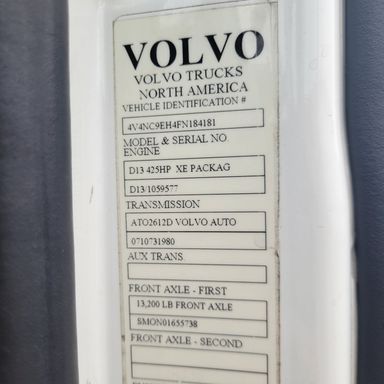 VOLVO
VOLVO TRUCKS
NORTH AMERICA
VEHICLE IDENTIFICATION #
4V4NC9EH4FN184181
MODEL & SERIAL NO.
ENGINE
D13 425HP XE PACKAG
D13/1059577
TRANSMISSION
ATO2612D VOLVO AUTO
0710731980
AUX TRANS.
FRONT AXLE - FIRST
13,200 LB FRONT AXLE
SMON01655738
FRONT AXLE - SECOND